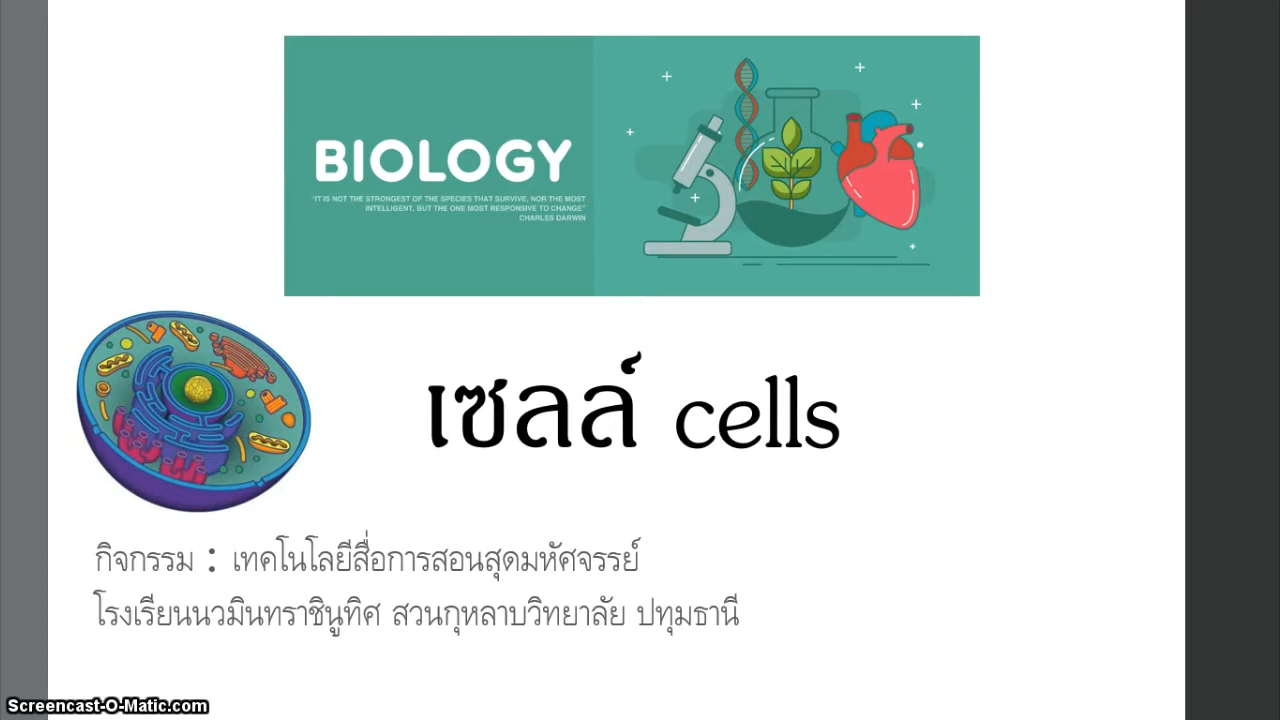 BIOLOGY
"IT IS NOT THE STRONGEST OF THE SPECIES THAT SURVIVE, NOR THE MOST
INTELLIGENT, BUT THE ONE MOST RESPONSIVE TO CHANGE"
CHARLES DARWIN
เซลล์ cells
กิจกรรม : เทคโนโลยีสื่อการสอนสุดมหัศจรรย์
โรงเรียนนวมินทราชินูทิศ สวนกุหลาบวิทยาลัย ปทุมธานี
Screencast-O-Matic.com